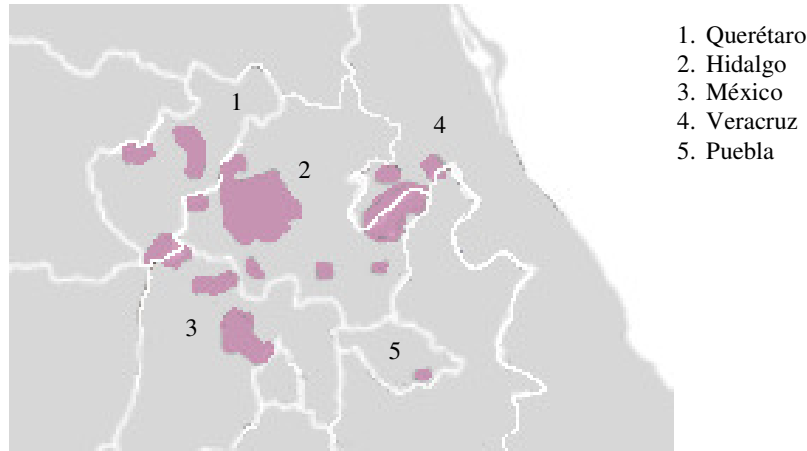 1
2
3
4
5
1. Querétaro
2. Hidalgo
3. México
4. Veracruz
5. Puebla